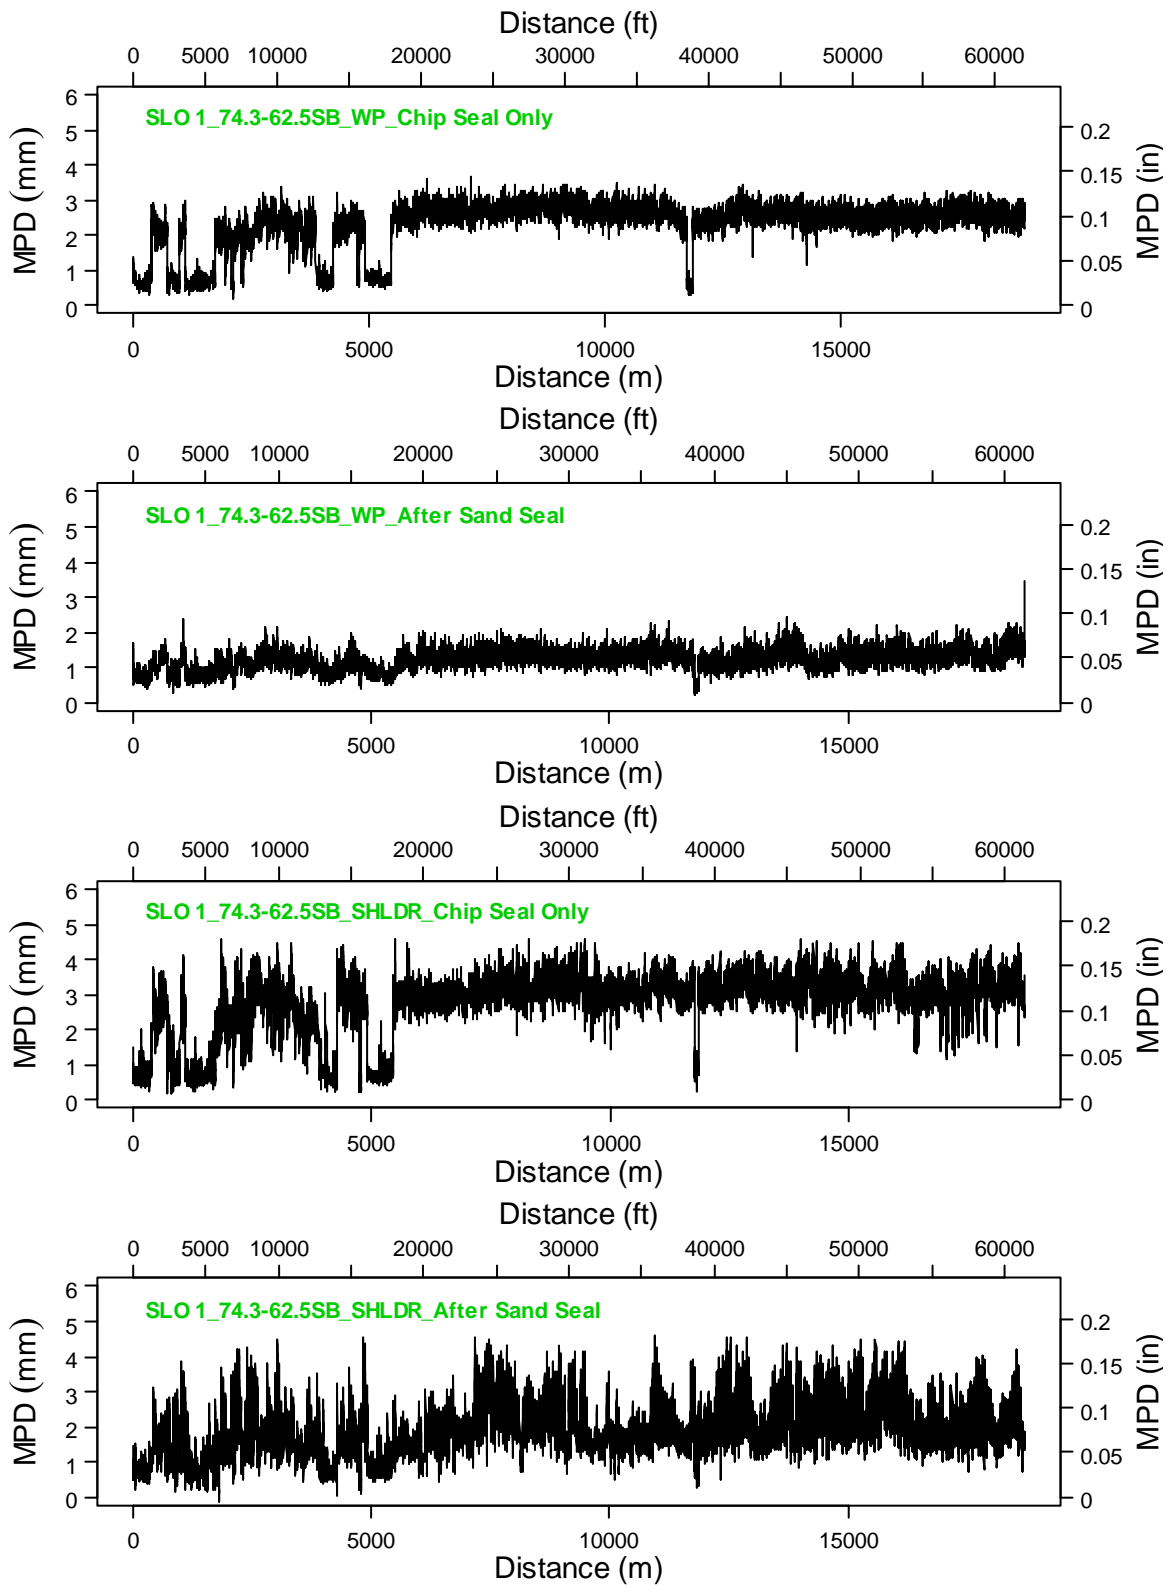 Distance (ft)
0 5000 10000 20000 30000 40000 50000 60000
SLO 1_74.3-62.5SB_WP_Chip Seal Only
MPD (mm)
6
5
4
3
2
1
0
MPD (in)
0.2
0.15
0.1
0.05
0
0 5000 10000 15000
Distance (m)
Distance (ft)
0 5000 10000 20000 30000 40000 50000 60000
SLO 1_74.3-62.5SB_WP_After Sand Seal
MPD (mm)
6
5
4
3
2
1
0
MPD (in)
0.2
0.15
0.1
0.05
0
0 5000 10000 15000
Distance (m)
Distance (ft)
0 5000 10000 20000 30000 40000 50000 60000
SLO 1_74.3-62.5SB_SHLDR_Chip Seal Only
MPD (mm)
6
5
4
3
2
1
0
MPD (in)
0.2
0.15
0.1
0.05
0
0 5000 10000 15000
Distance (m)
Distance (ft)
0 5000 10000 20000 30000 40000 50000 60000
SLO 1_74.3-62.5SB_SHLDR_After Sand Seal
MPD (mm)
6
5
4
3
2
1
0
MPD (in)
0.2
0.15
0.1
0.05
0
0 5000 10000 15000
Distance (m)